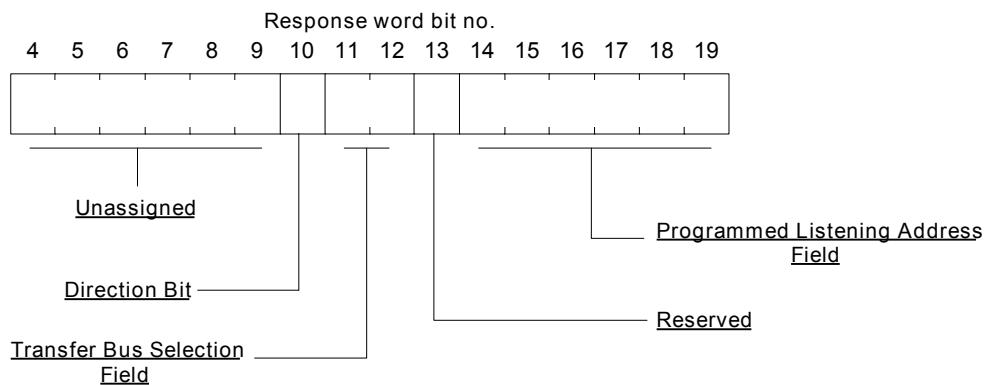 Response word bit no.
4 5 6 7 8 9 10 11 12 13 14 15 16 17 18 19
Unassigned
Programmed Listening Address
Field
Direction Bit
Reserved
Transfer Bus Selection
Field